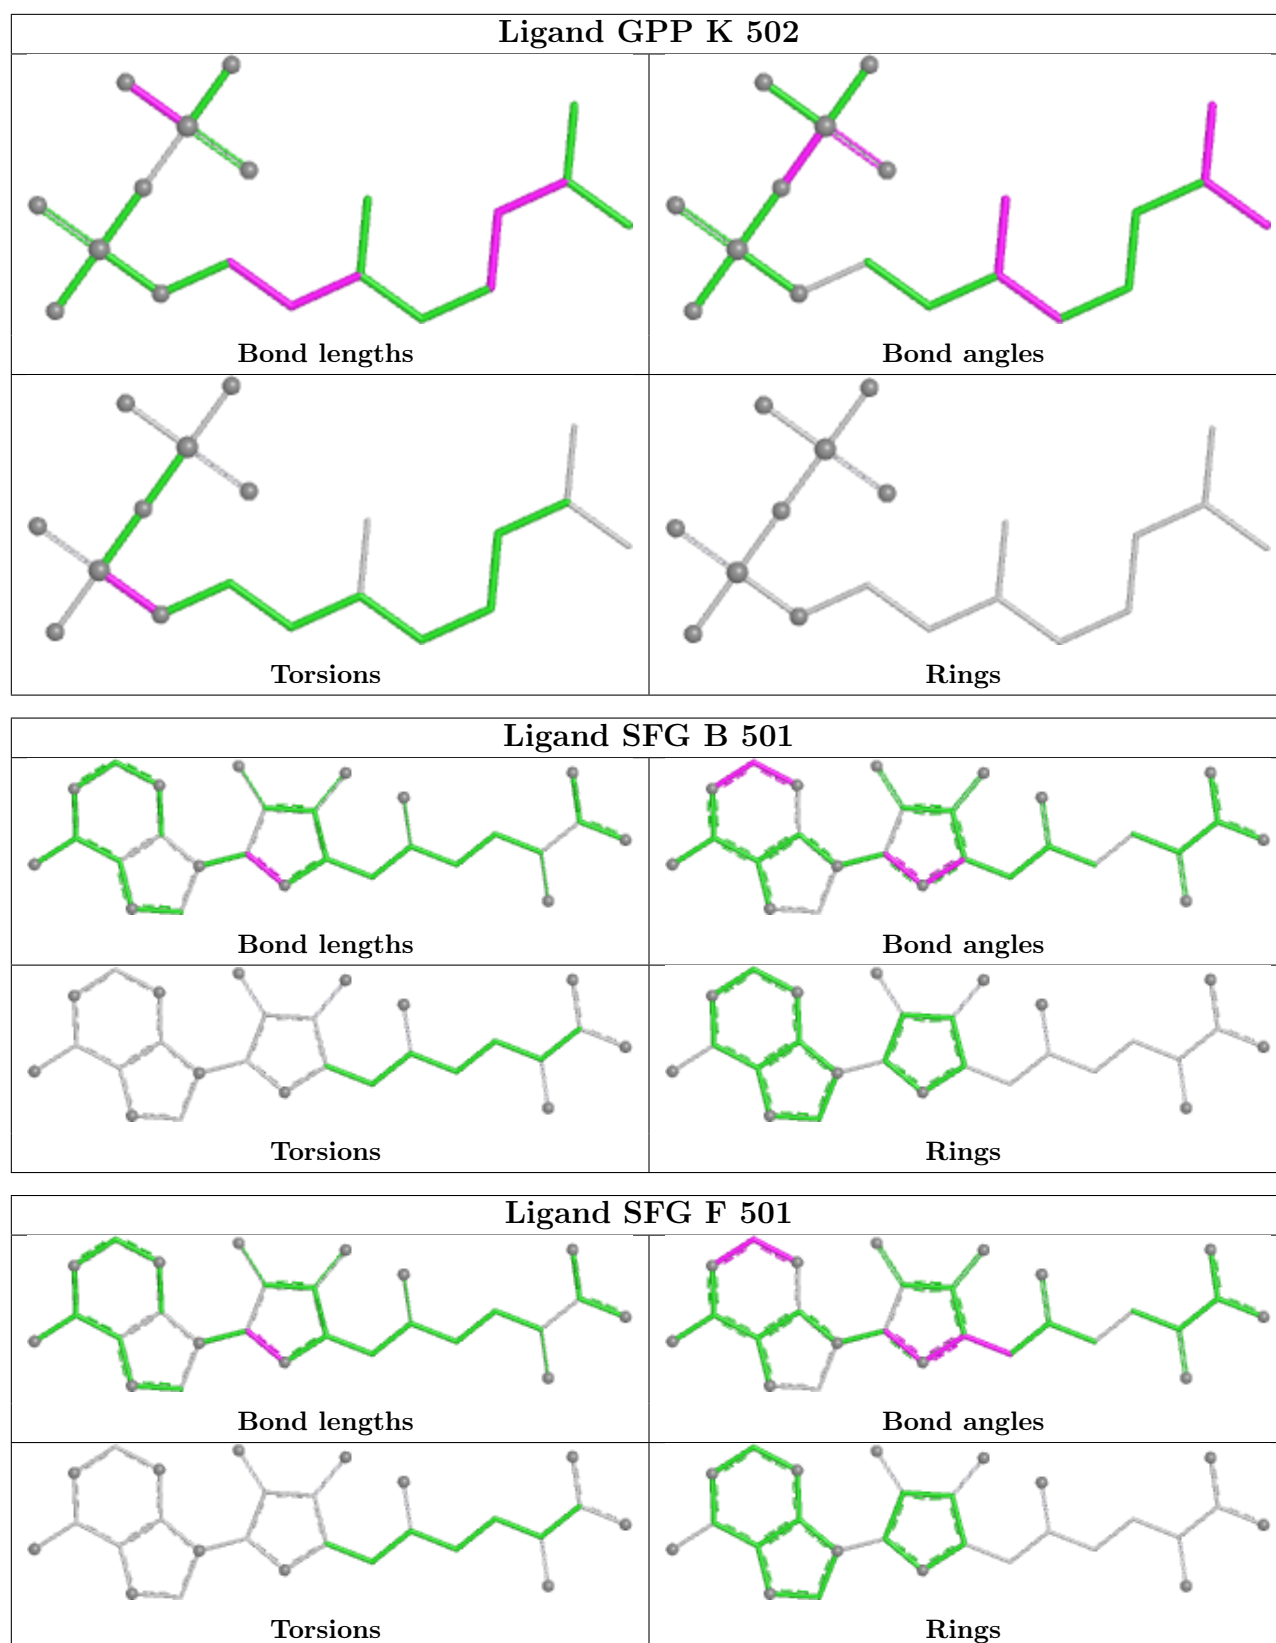 Ligand GPP K 502
Bond lengths
Bond angles
Torsions
Rings
Ligand SFG B 501
Bond lengths
Bond angles
Torsions
Rings
Ligand SFG F 501
Bond lengths
Bond angles
Torsions
Rings